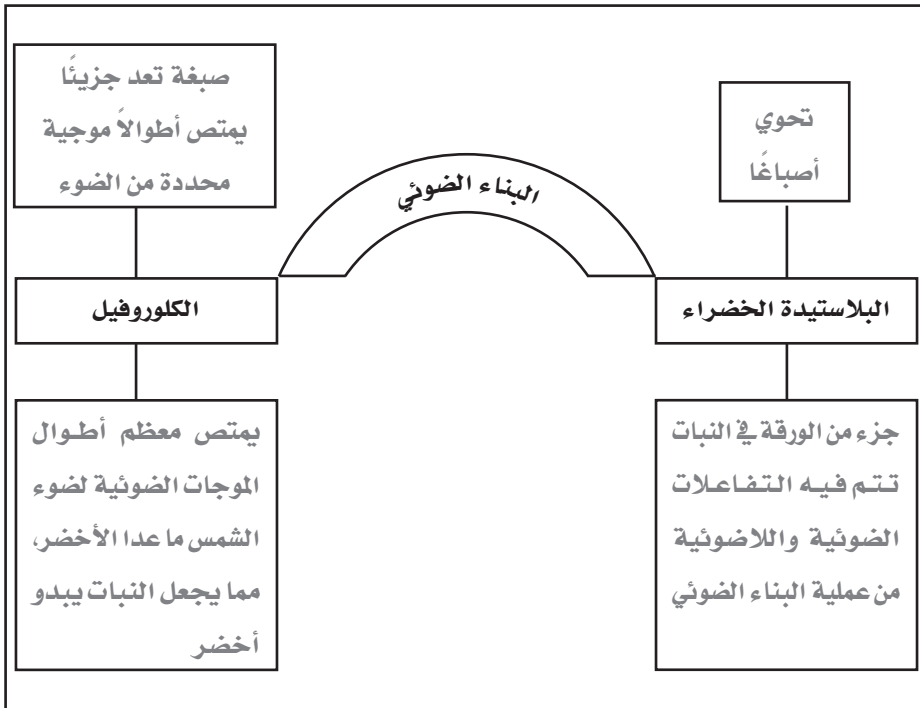 البناء الضوئي
تحوي
أصباغًا
البلاستيدة الخضراء
جزء من الورقة في النبات
تتم فيه التفاعلات
الضوئية واللاضوئية
من عملية البناء الضوئي
صبغة تعد جزيئًا
يمتص أطوالاً موجية
محددة من الضوء
الكلوروفيل
يمتص معظم أطوال
الموجات الضوئية لضوء
الشمس ما عدا الأخضر،
مما يجعل النبات يبدو
أخضر